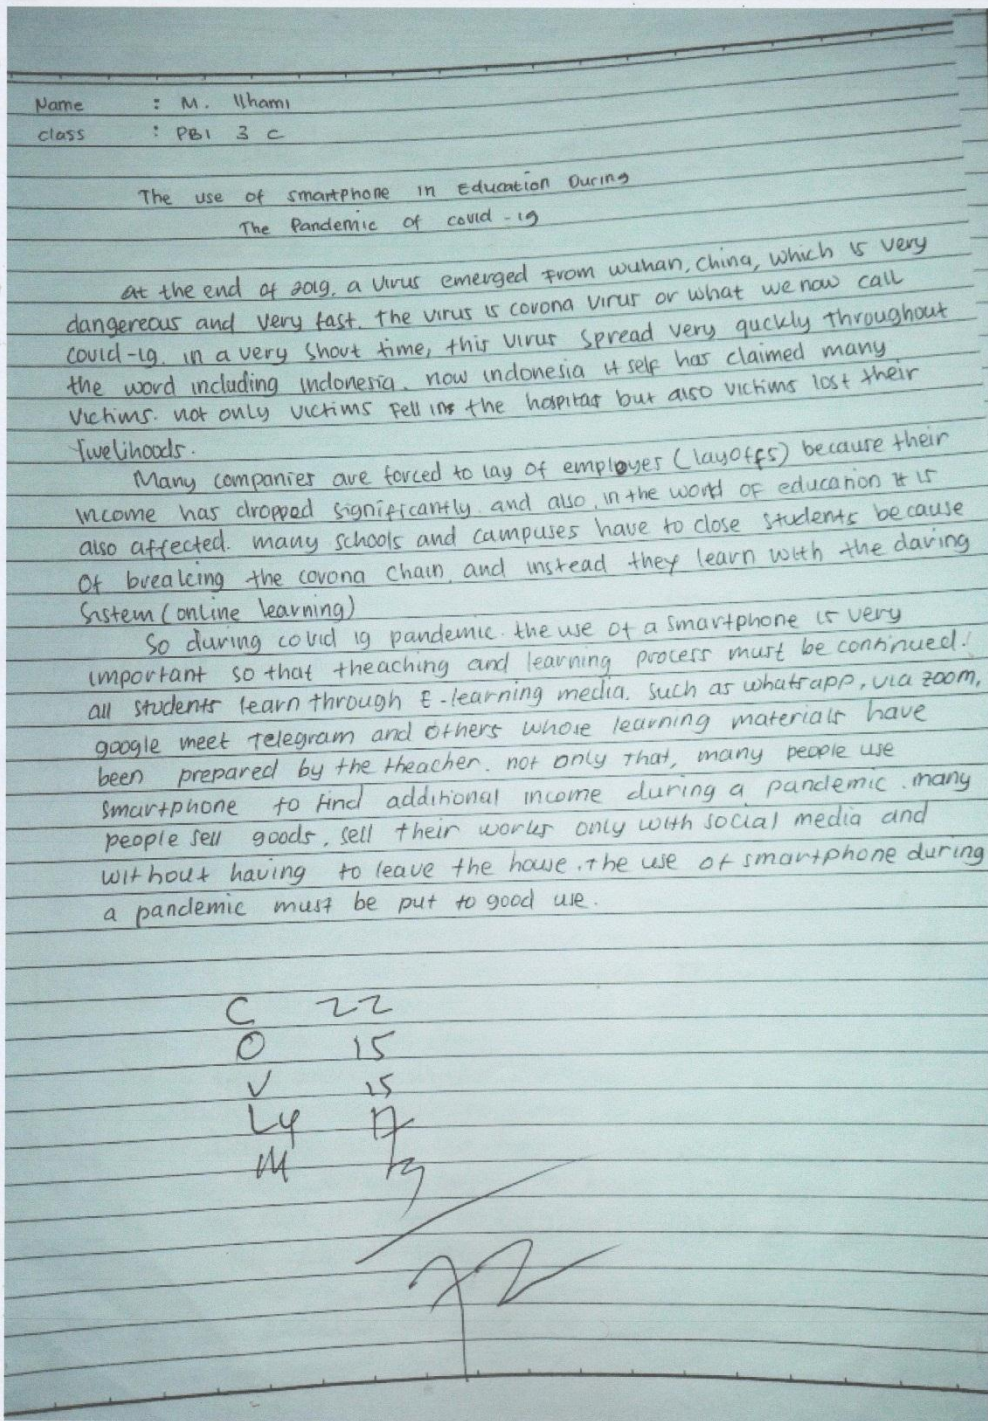 Name : M. Ilhami
class : PBI 3 C
The use of smartphone in Education During
The Pandemic of covid -19
at the end of 2019, a virus emerged from wuhan, china, which is very
dangereous and very fast. the virus is corona virus or what we now call
covid-19. in a very short time, this virus spread very quckly throughout
the word including indonesia. now indonesia it self has claimed many
victims. not only victims fell in the hospital but also victims lost their
livelihoods.
Many companies are forced to lay of employes (layoffs) because their
income has dropped significantly. and also, in the world of education it is
also affected. many schools and campuses have to close students because
of breaking the corona chain, and instead they learn with the daring
sistem (online learning)
So during covid 19 pandemic. the use of a smartphone is very
important so that theaching and learning process must be continued.
all students learn through E-learning media. such as whatsapp, via zoom,
google meet Telegram and others whose learning materials have
been prepared by the theacher. not only that, many people use
smartphone to find additional income during a pandemic. many
people sell goods, sell their works only with social media and
without having to leave the house. the use of smartphone during
a pandemic must be put to good use.
C 22
O 15
V 15
Lg 17
M
72